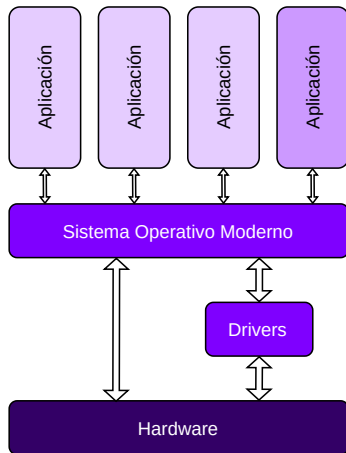 Aplicación
Aplicación
Aplicación
Aplicación
Sistema Operativo Moderno
Drivers
Hardware